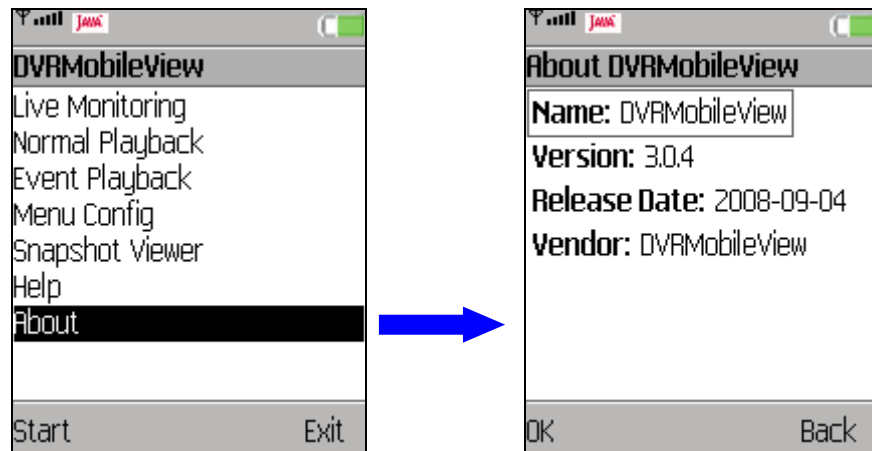 JAVA
DVRMobileView
Live Monitoring
Normal Playback
Event Playback
Menu Config
Snapshot Viewer
Help
About
Start Exit
JAVA
About DVRMobileView
Name: DVRMobileView
Version: 3.0.4
Release Date: 2008-09-04
Vendor: DVRMobileView
OK Back